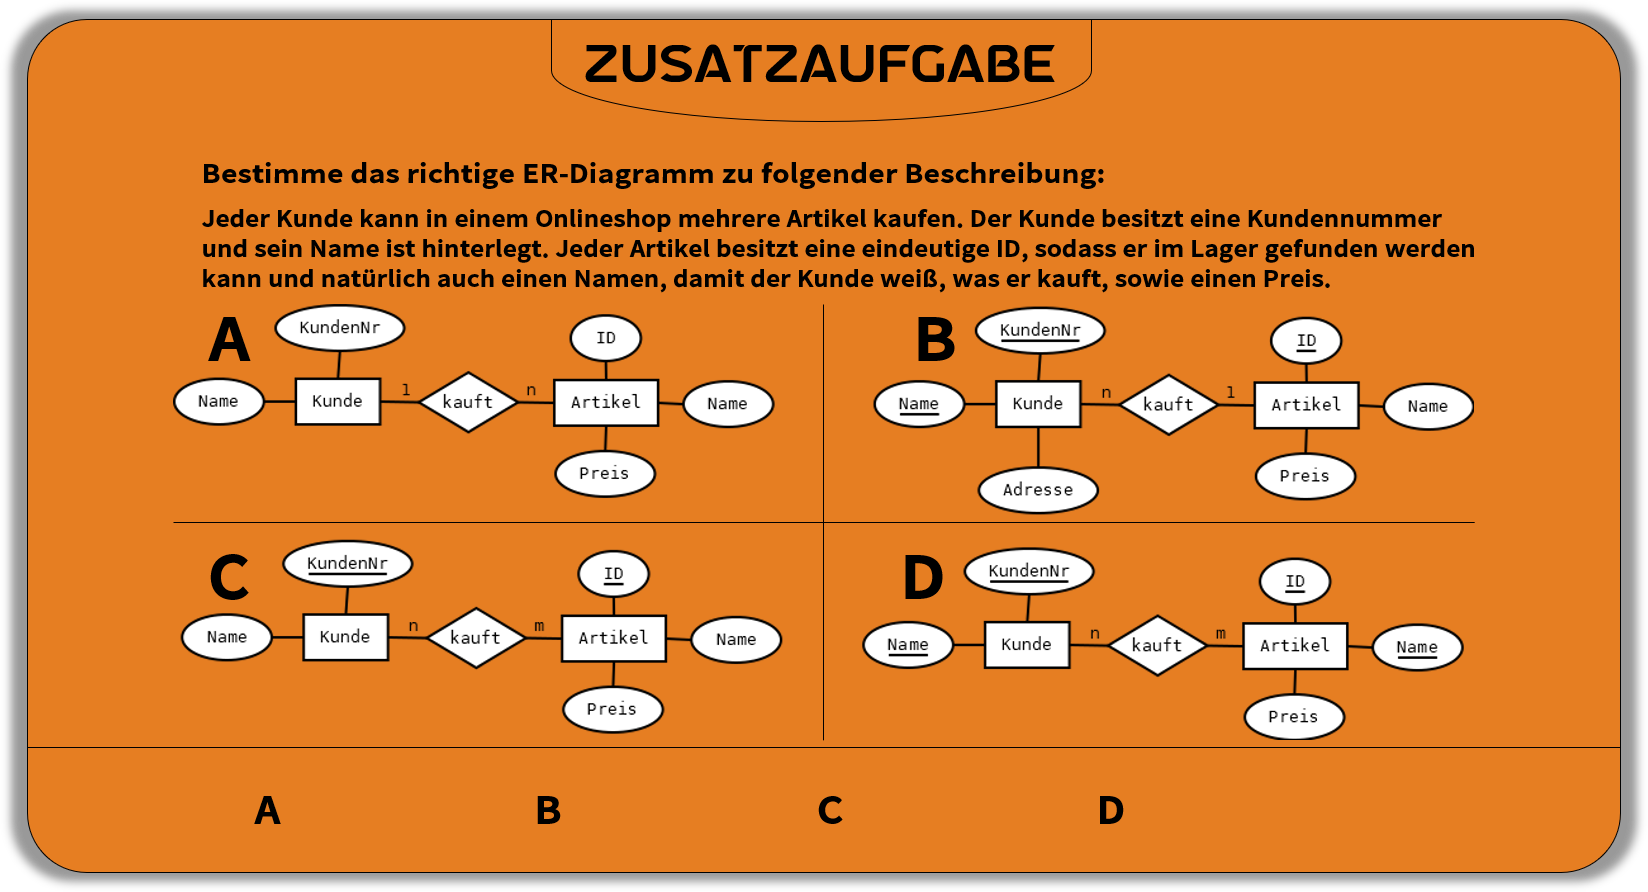 ZUSATZAUFGABE
Bestimme das richtige ER-Diagramm zu folgender Beschreibung:
Jeder Kunde kann in einem Onlineshop mehrere Artikel kaufen. Der Kunde besitzt eine Kundennummer
und sein Name ist hinterlegt. Jeder Artikel besitzt eine eindeutige ID, sodass er im Lager gefunden werden
kann und natürlich auch einen Namen, damit der Kunde weiß, was er kauft, sowie einen Preis.
A
KundenNr
ID
Name
Kunde
1
kauft
n
Artikel
Name
Preis
B
KundenNr
ID
Name
Kunde
n
kauft
1
Artikel
Name
Adresse
Preis
C
KundenNr
ID
Name
Kunde
n
kauft
m
Artikel
Name
Preis
D
KundenNr
ID
Name
Kunde
n
kauft
m
Artikel
Name
Preis
A B C D